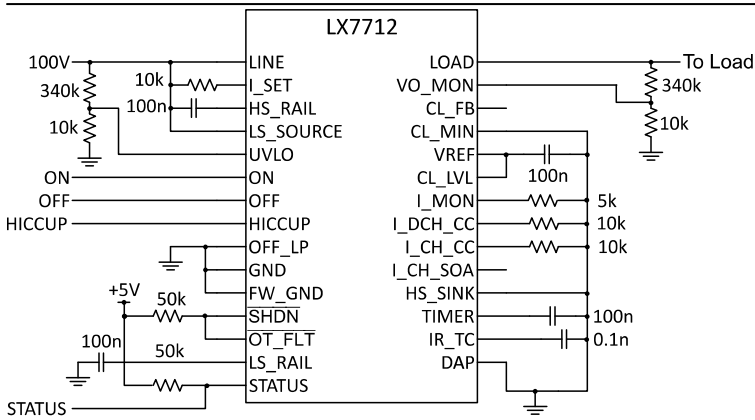 LX7712
100V
340k
10k
10k
100n
LINE
I_SET
HS_RAIL
LS_SOURCE
UVLO
ON
ON
OFF
OFF
HICCUP
HICCUP
OFF_LP
GND
FW_GND
+5V
50k
SHDN
OT_FLT
100n
50k
LS_RAIL
STATUS
STATUS
LOAD
To Load
VO_MON
340k
10k
CL_FB
CL_MIN
VREF
100n
CL_LVL
I_MON
5k
I_DCH_CC
10k
I_CH_CC
10k
I_CH_SOA
HS_SINK
TIMER
100n
IR_TC
0.1n
DAP